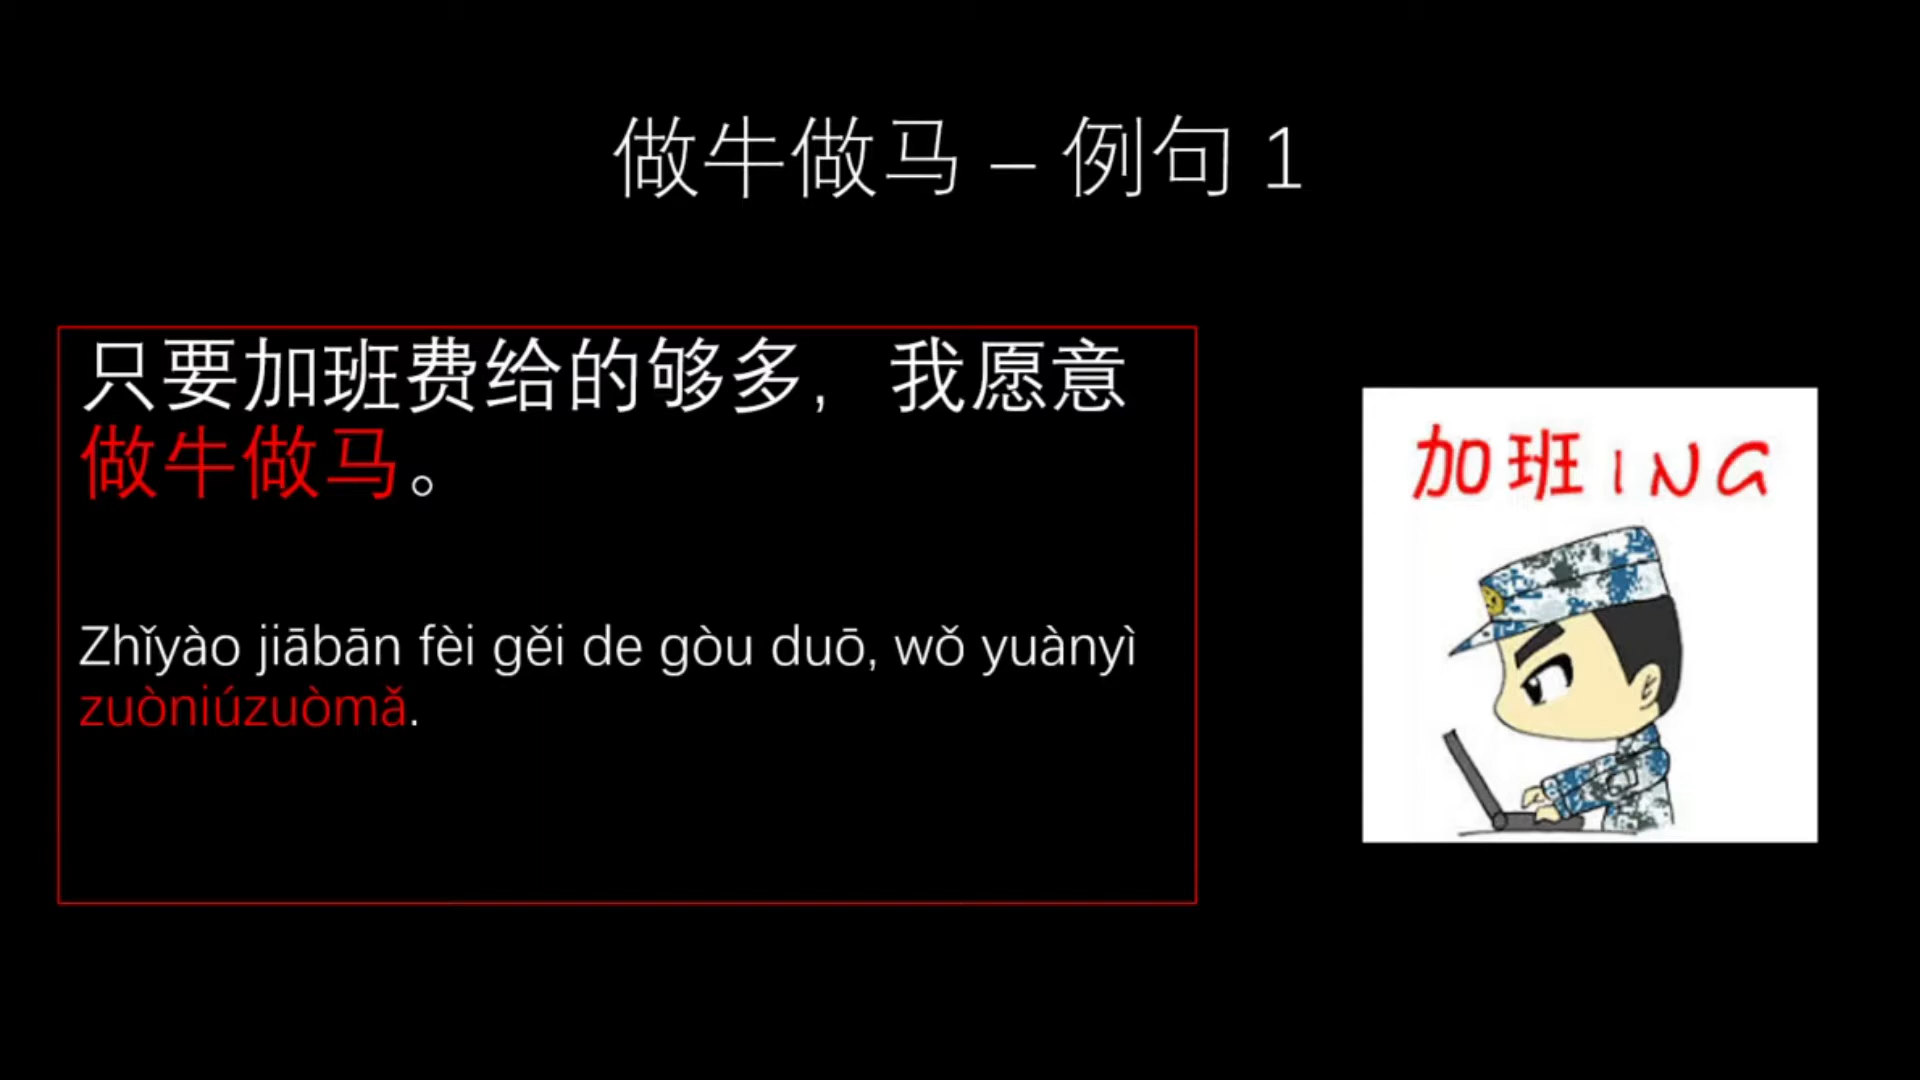 做牛做马 – 例句 1
只要加班费给的够多，我愿意
做牛做马。
Zhǐyào jiābān fèi gěi de gòu duō, wǒ yuànyì
zuòniúzuòmǎ.
加班ING